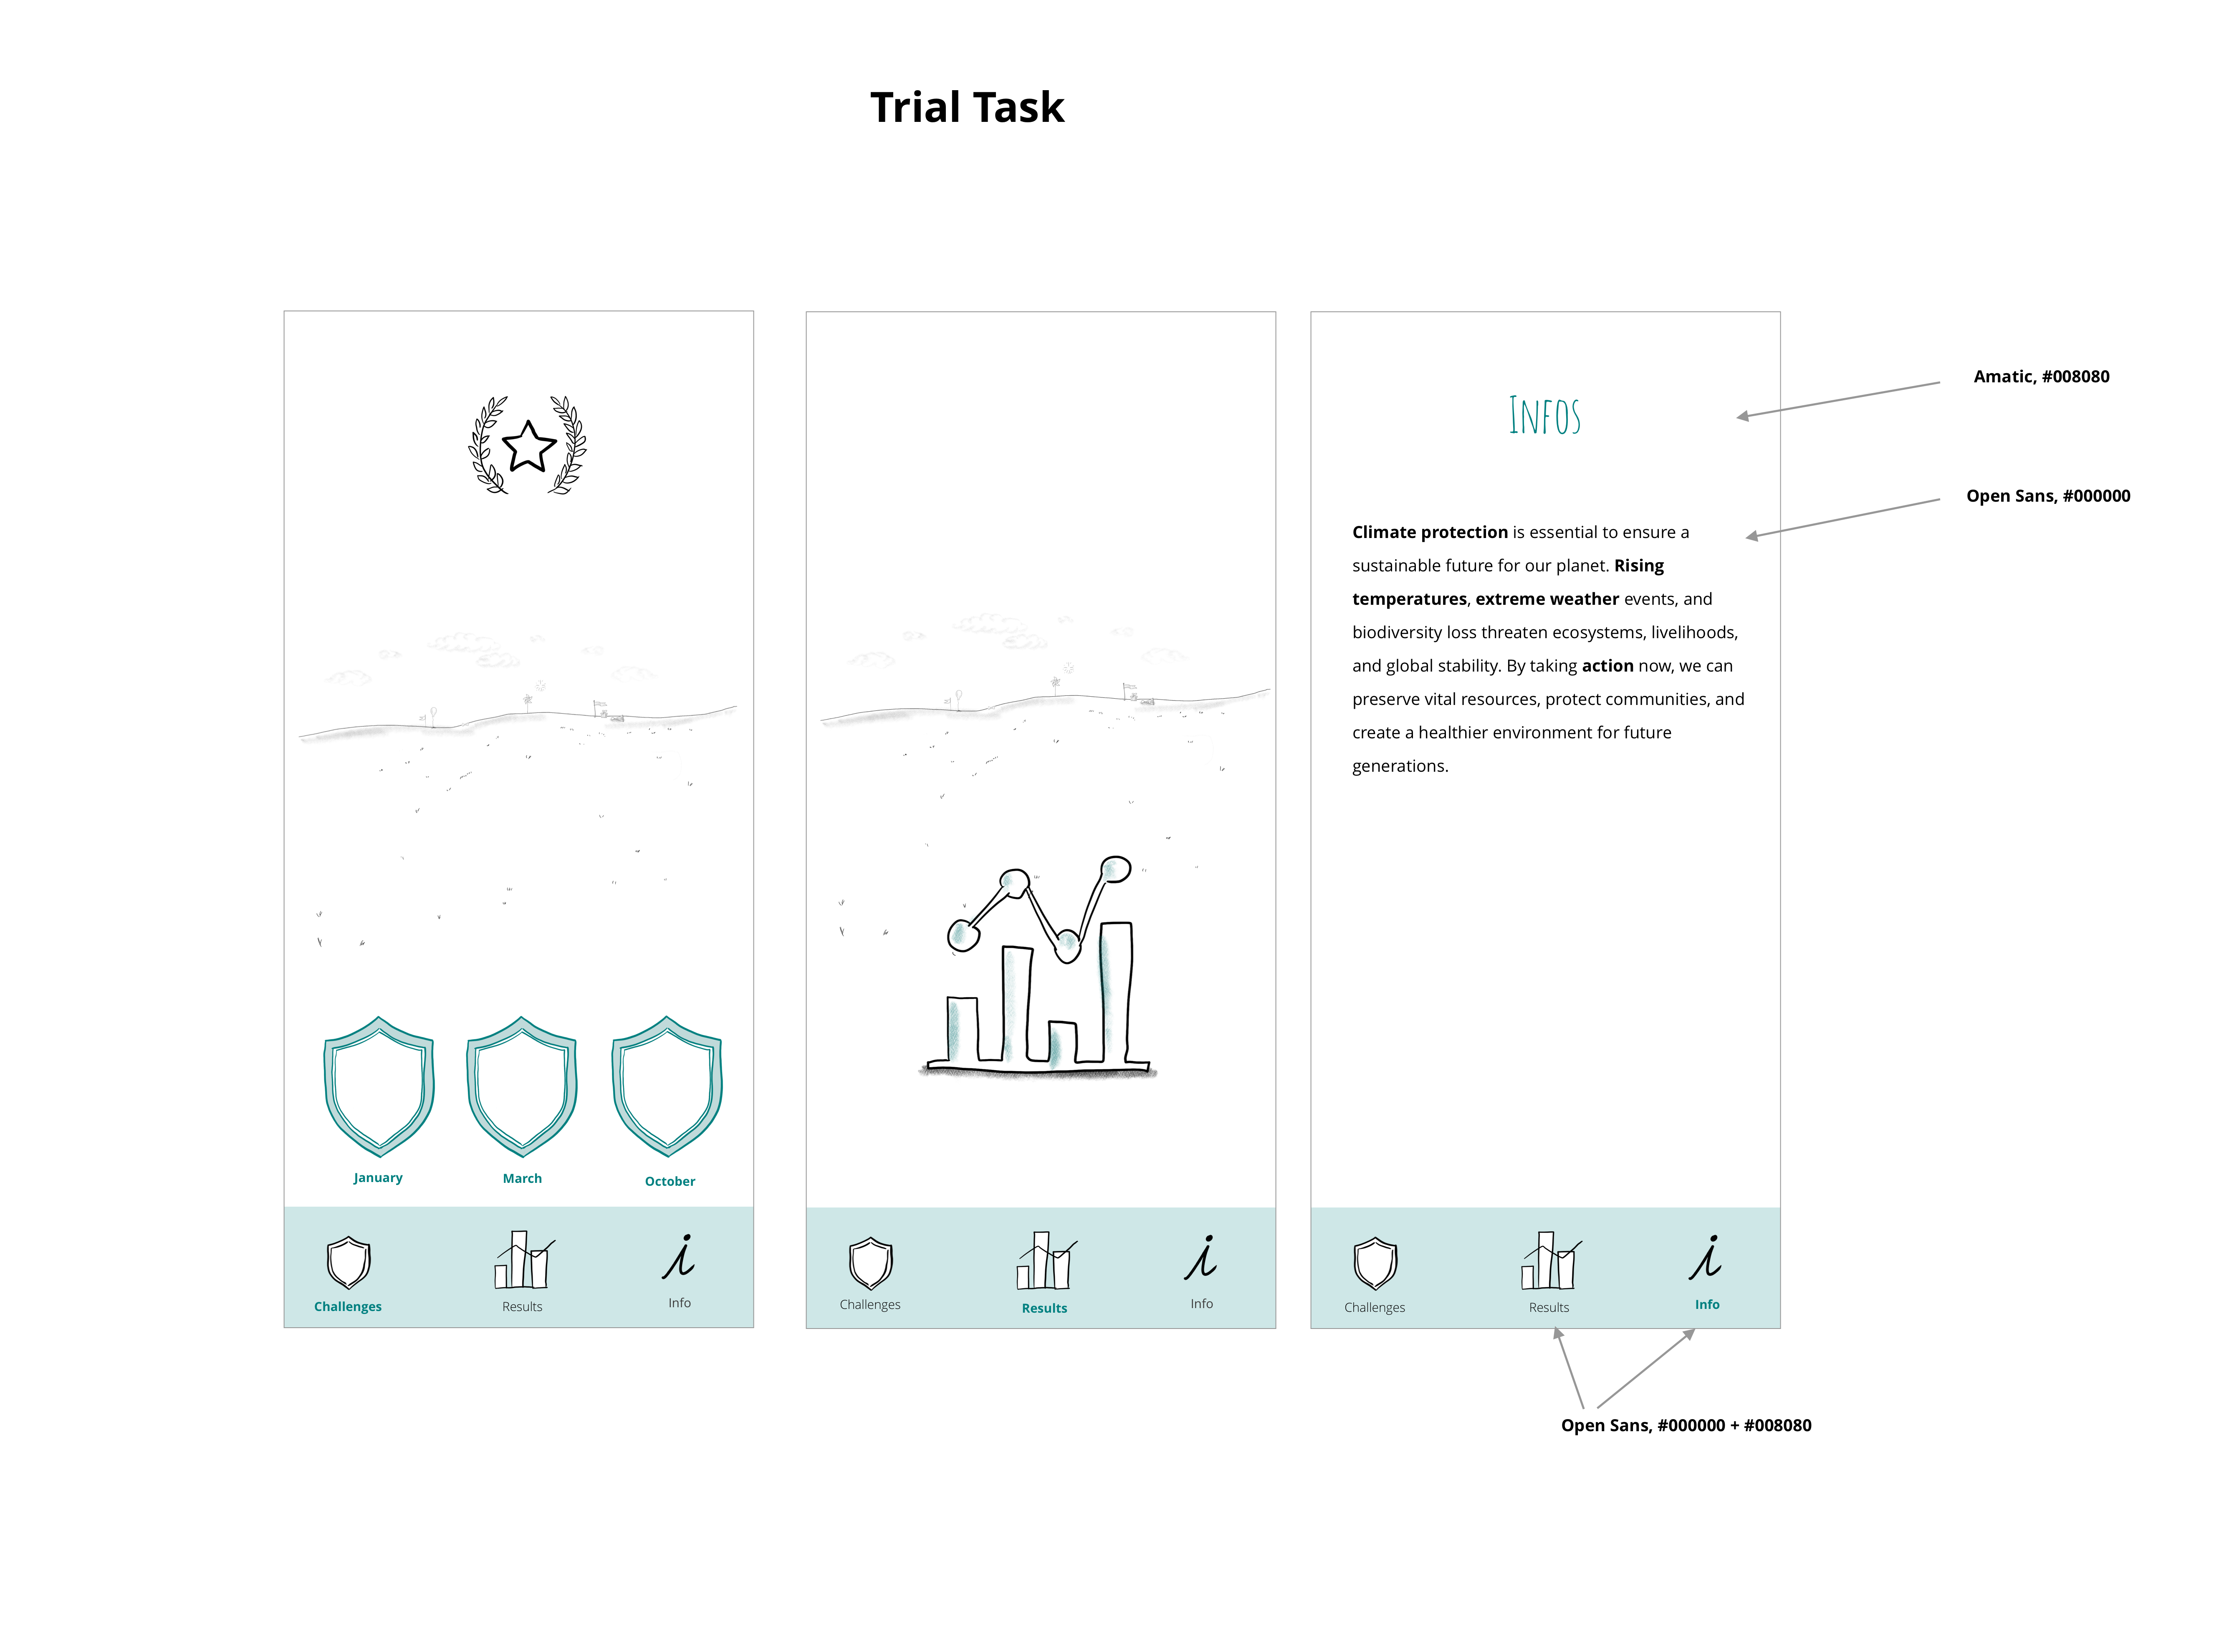 Trial Task
January
March
October
Challenges
Results
Info
Challenges
Results
Info
Infos
Climate protection is essential to ensure a
sustainable future for our planet. Rising
temperatures, extreme weather events, and
biodiversity loss threaten ecosystems, livelihoods,
and global stability. By taking action now, we can
preserve vital resources, protect communities, and
create a healthier environment for future
generations.
Challenges
Results
Info
Amatic, #008080
Open Sans, #000000
Open Sans, #000000 + #008080